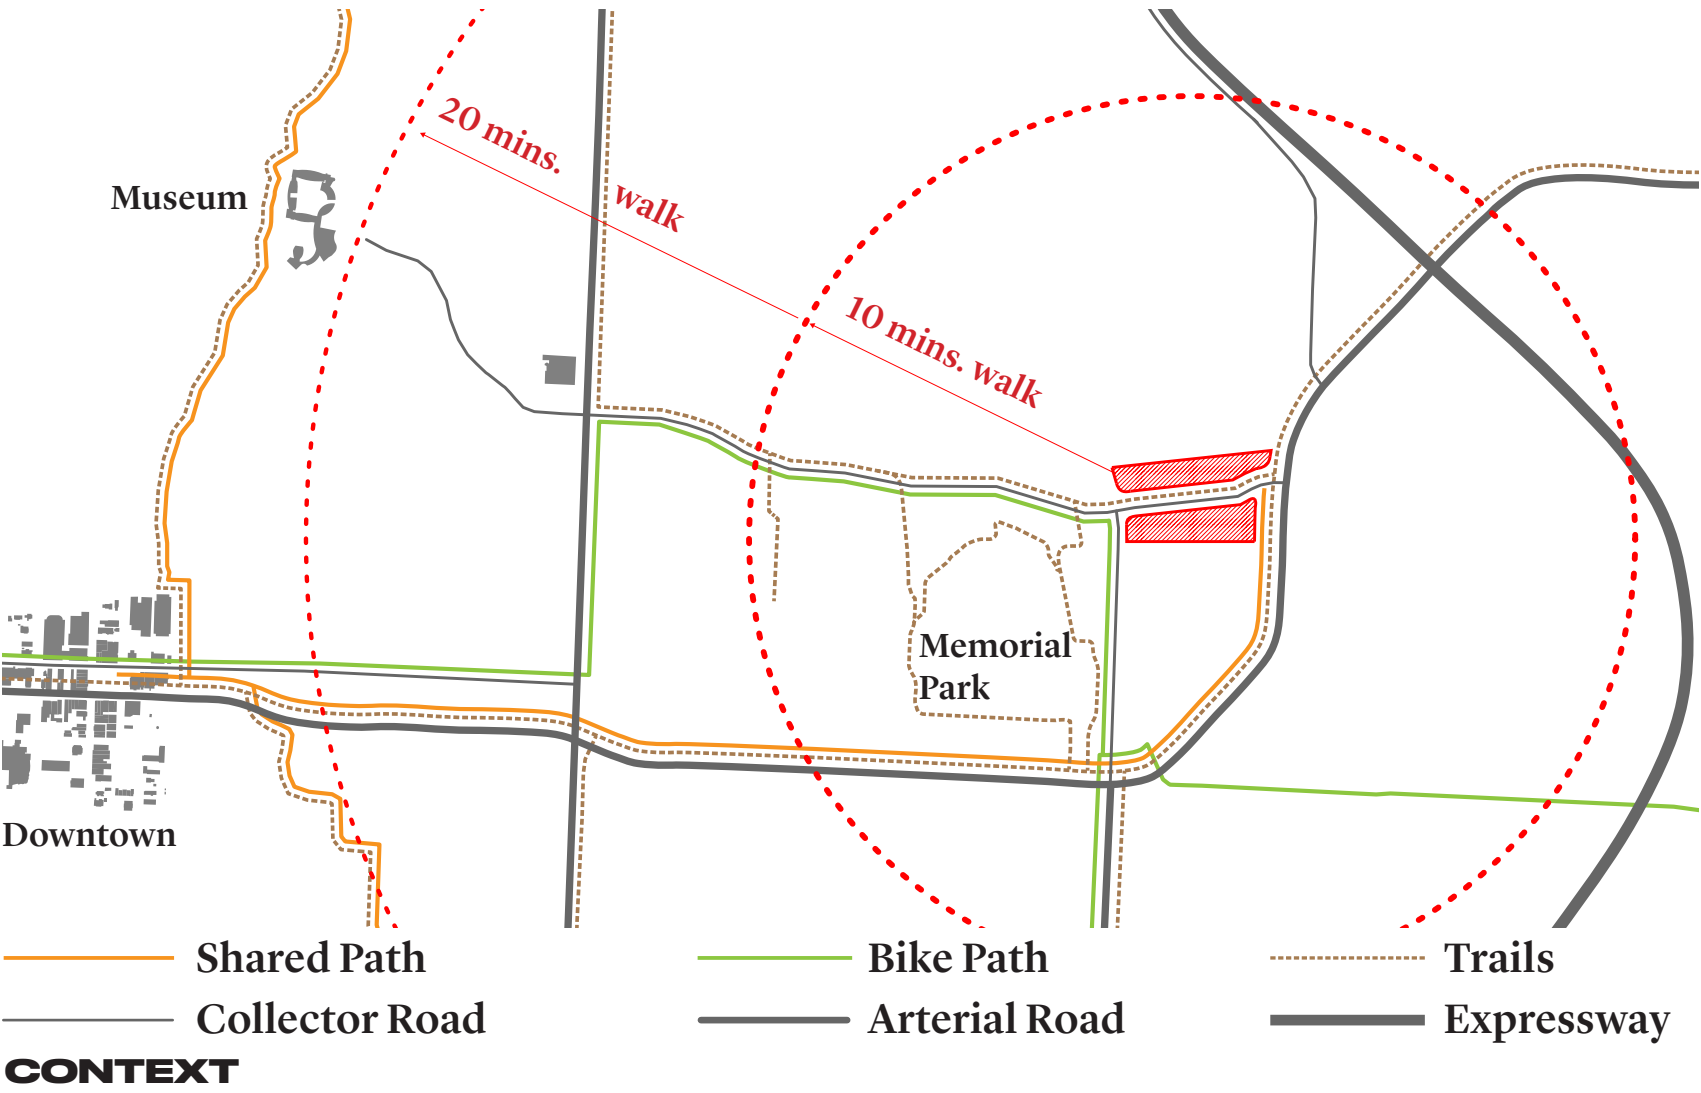 20 mins. walk
Museum
10 mins. walk
Memorial
Park
Downtown
Shared Path
Bike Path
Trails
Collector Road
Arterial Road
Expressway
CONTEXT